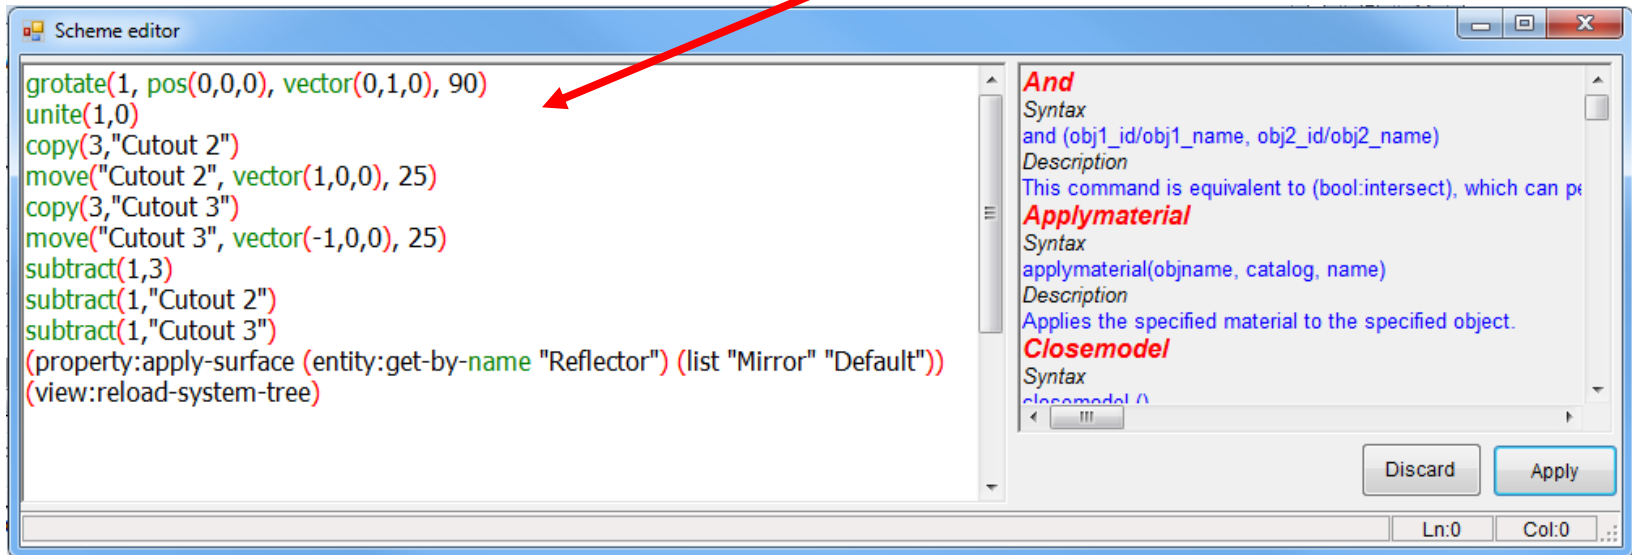 Scheme editor
grotate(1, pos(0,0,0), vector(0,1,0), 90)
unite(1,0)
copy(3,"Cutout 2")
move("Cutout 2", vector(1,0,0), 25)
copy(3,"Cutout 3")
move("Cutout 3", vector(-1,0,0), 25)
subtract(1,3)
subtract(1,"Cutout 2")
subtract(1,"Cutout 3")
(property:apply-surface (entity:get-by-name "Reflector") (list "Mirror" "Default"))
(view:reload-system-tree)
And
Syntax
and (obj1_id/obj1_name, obj2_id/obj2_name)
Description
This command is equivalent to (bool:intersect), which can pe
Applymaterial
Syntax
applymaterial(objname, catalog, name)
Description
Applies the specified material to the specified object.
Closemodel
Syntax
closemodel ()
Discard
Apply
Ln:0
Col:0